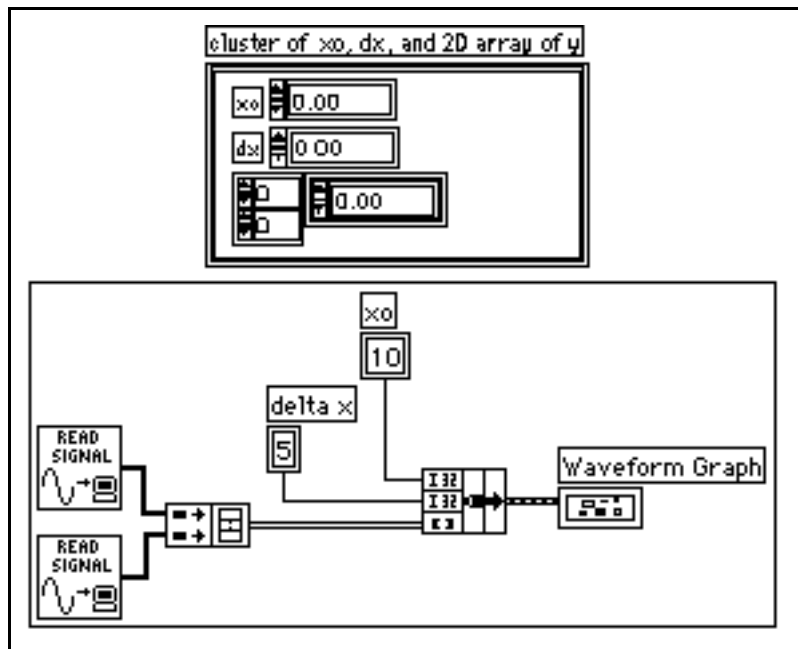 cluster of xo, dx, and 2D array of y
xo 0.00
dx 0.00
0 0.00
0
xo
10
delta x
5
READ
SIGNAL
Waveform Graph
I32
I32
READ
SIGNAL